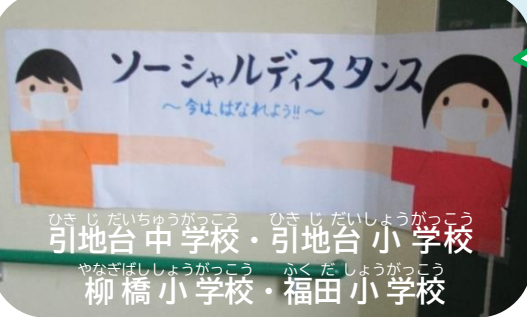 ソーシャルディスタンス
～今は、はなれよう!!～
ひきじだいちゅうがっこう ひきじだいしょうがっこう
引地台中学校・引地台小学校
やなぎばししょうがっこう ふくだしょうがっこう
柳橋小学校・福田小学校